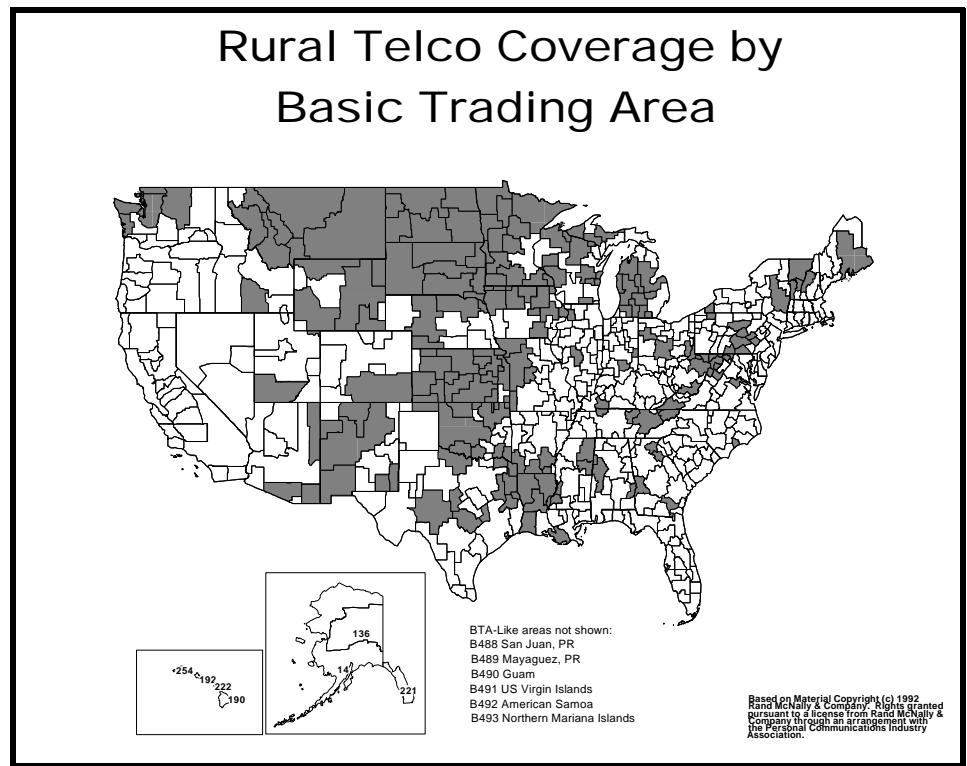 Rural Telco Coverage by
Basic Trading Area
136
14
221
254
192
222
190
BTA-Like areas not shown:
B488 San Juan, PR
B489 Mayaguez, PR
B490 Guam
B491 US Virgin Islands
B492 American Samoa
B493 Northern Mariana Islands
Based on Material Copyright (c) 1992
Rand McNally & Company. Rights granted
pursuant to a license from Rand McNally &
Company through an arrangement with
the Personal Communications Industry
Association.